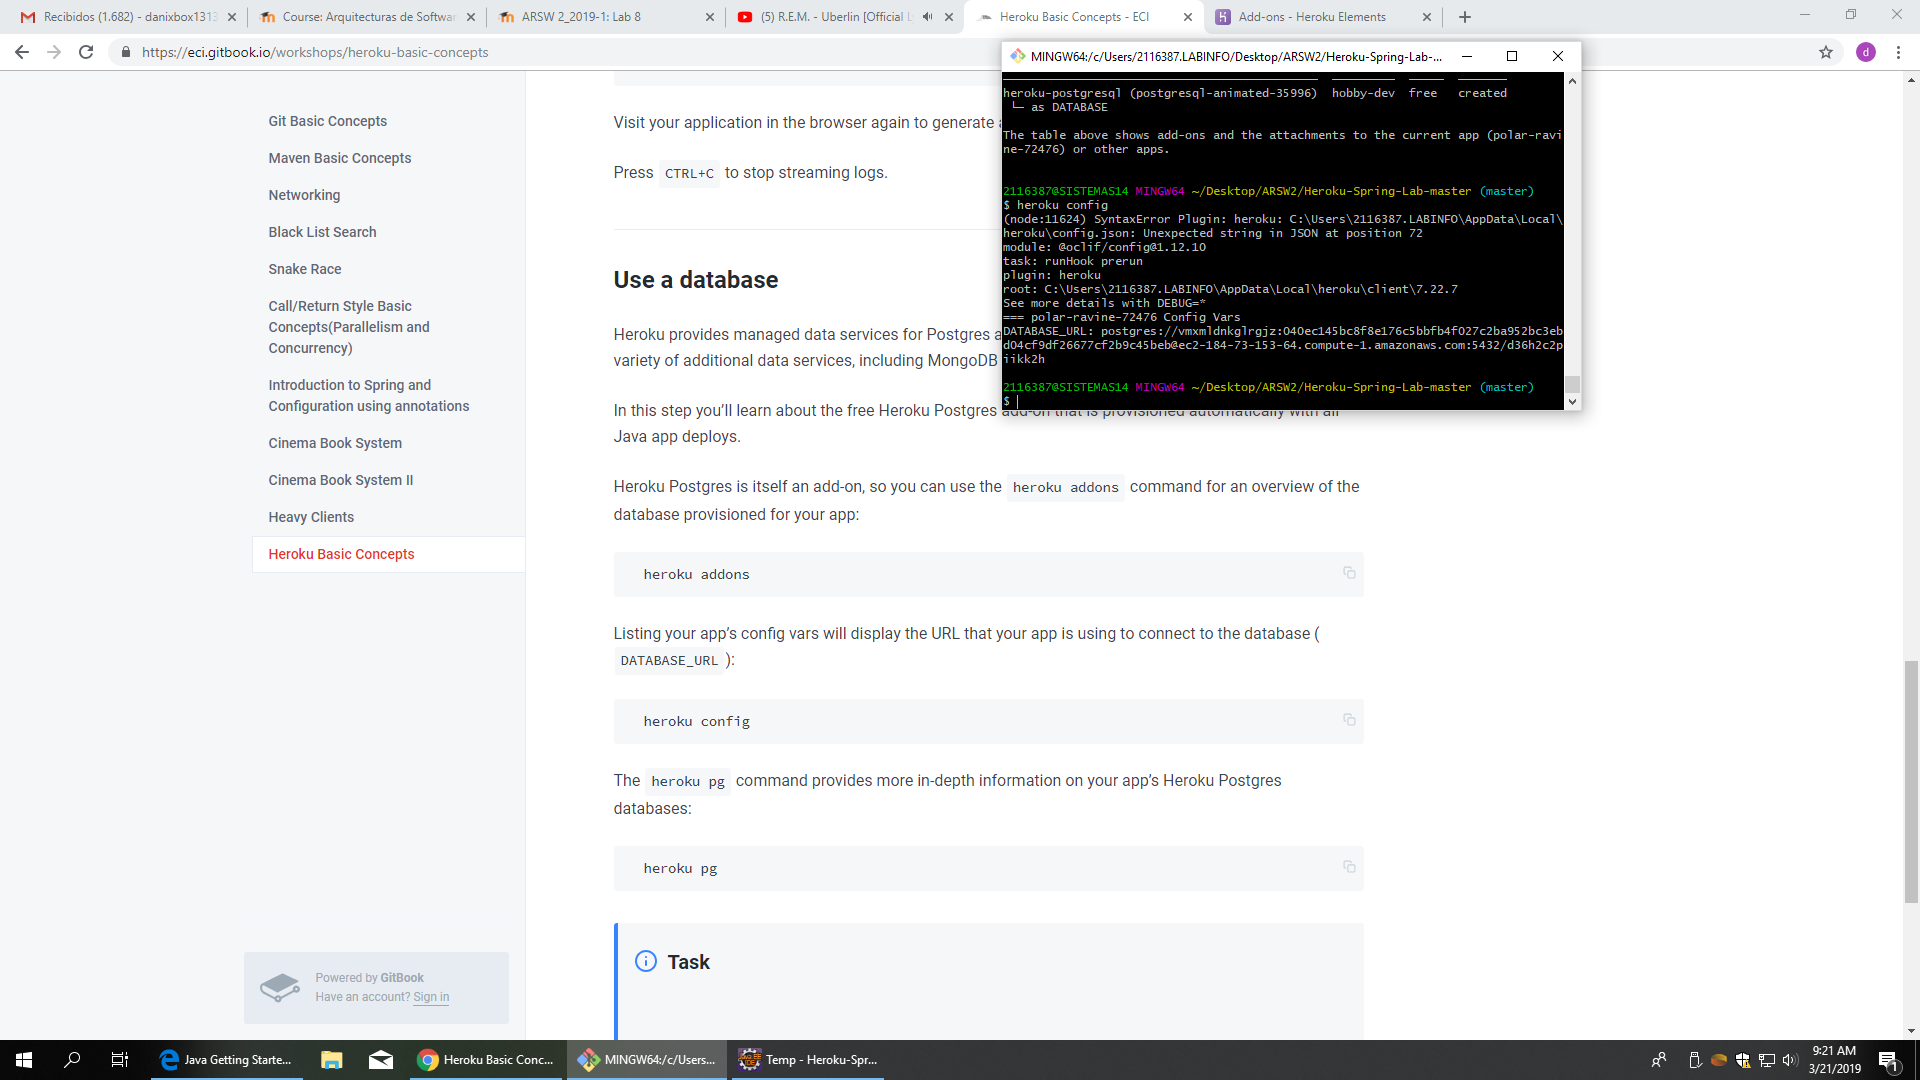 Recibidos (1.682) - danixbox1313
Course: Arquitecturas de Softwar
ARSW 2_2019-1: Lab 8
(5) R.E.M. - Uberlin [Official L
Heroku Basic Concepts - ECI
Add-ons - Heroku Elements
https://eci.gitbook.io/workshops/heroku-basic-concepts
d
Git Basic Concepts
Maven Basic Concepts
Networking
Black List Search
Snake Race
Call/Return Style Basic
Concepts(Parallelism and
Concurrency)
Introduction to Spring and
Configuration using annotations
Cinema Book System
Cinema Book System II
Heavy Clients
Heroku Basic Concepts
Powered by GitBook
Have an account? Sign in
Visit your application in the browser again to generate
Press CTRL+C to stop streaming logs.
Use a database
Heroku provides managed data services for Postgres a
variety of additional data services, including MongoDB
In this step you’ll learn about the free Heroku Postgres add-on that is provisioned automatically with all
Java app deploys.
Heroku Postgres is itself an add-on, so you can use the heroku addons command for an overview of the
database provisioned for your app:
heroku addons
Listing your app’s config vars will display the URL that your app is using to connect to the database (
DATABASE_URL ):
heroku config
The heroku pg command provides more in-depth information on your app’s Heroku Postgres
databases:
heroku pg
Task
MINGW64:/c/Users/2116387.LABINFO/Desktop/ARSW2/Heroku-Spring-Lab-...
heroku-postgresql (postgresql-animated-35996) hobby-dev free created
└─ as DATABASE
The table above shows add-ons and the attachments to the current app (polar-ravi
ne-72476) or other apps.
2116387@SISTEMAS14 MINGW64 ~/Desktop/ARSW2/Heroku-Spring-Lab-master (master)
$ heroku config
(node:11624) SyntaxError Plugin: heroku: C:\Users\2116387.LABINFO\AppData\Local\
heroku\config.json: Unexpected string in JSON at position 72
module: @oclif/config@1.12.10
task: runHook prerun
plugin: heroku
root: C:\Users\2116387.LABINFO\AppData\Local\heroku\client\7.22.7
See more details with DEBUG=*
=== polar-ravine-72476 Config Vars
DATABASE_URL: postgres://vmxmldnkglrgjz:040ec145bc8f8e176c5bbfb4f027c2ba952bc3eb
d04cf9df26677cf2b9c45beb@ec2-184-73-153-64.compute-1.amazonaws.com:5432/d36h2c2p
iikk2h
2116387@SISTEMAS14 MINGW64 ~/Desktop/ARSW2/Heroku-Spring-Lab-master (master)
$
Java Getting Starte...
Heroku Basic Conc...
MINGW64:/c/Users...
Temp - Heroku-Spr...
9:21 AM
3/21/2019
1